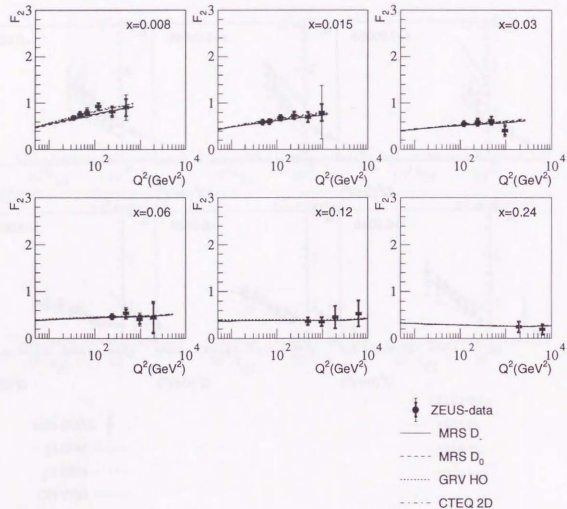 F₂
3
2
1
0
x=0.008
10²
10⁴
Q²(GeV²)
F₂
3
2
1
0
x=0.015
10²
10⁴
Q²(GeV²)
F₂
3
2
1
0
x=0.03
10²
10⁴
Q²(GeV²)
F₂
3
2
1
0
x=0.06
10²
10⁴
Q²(GeV²)
F₂
3
2
1
0
x=0.12
10²
10⁴
Q²(GeV²)
F₂
3
2
1
0
x=0.24
10²
10⁴
Q²(GeV²)
ZEUS-data
MRS D₋
MRS D₀
GRV HO
CTEQ 2D